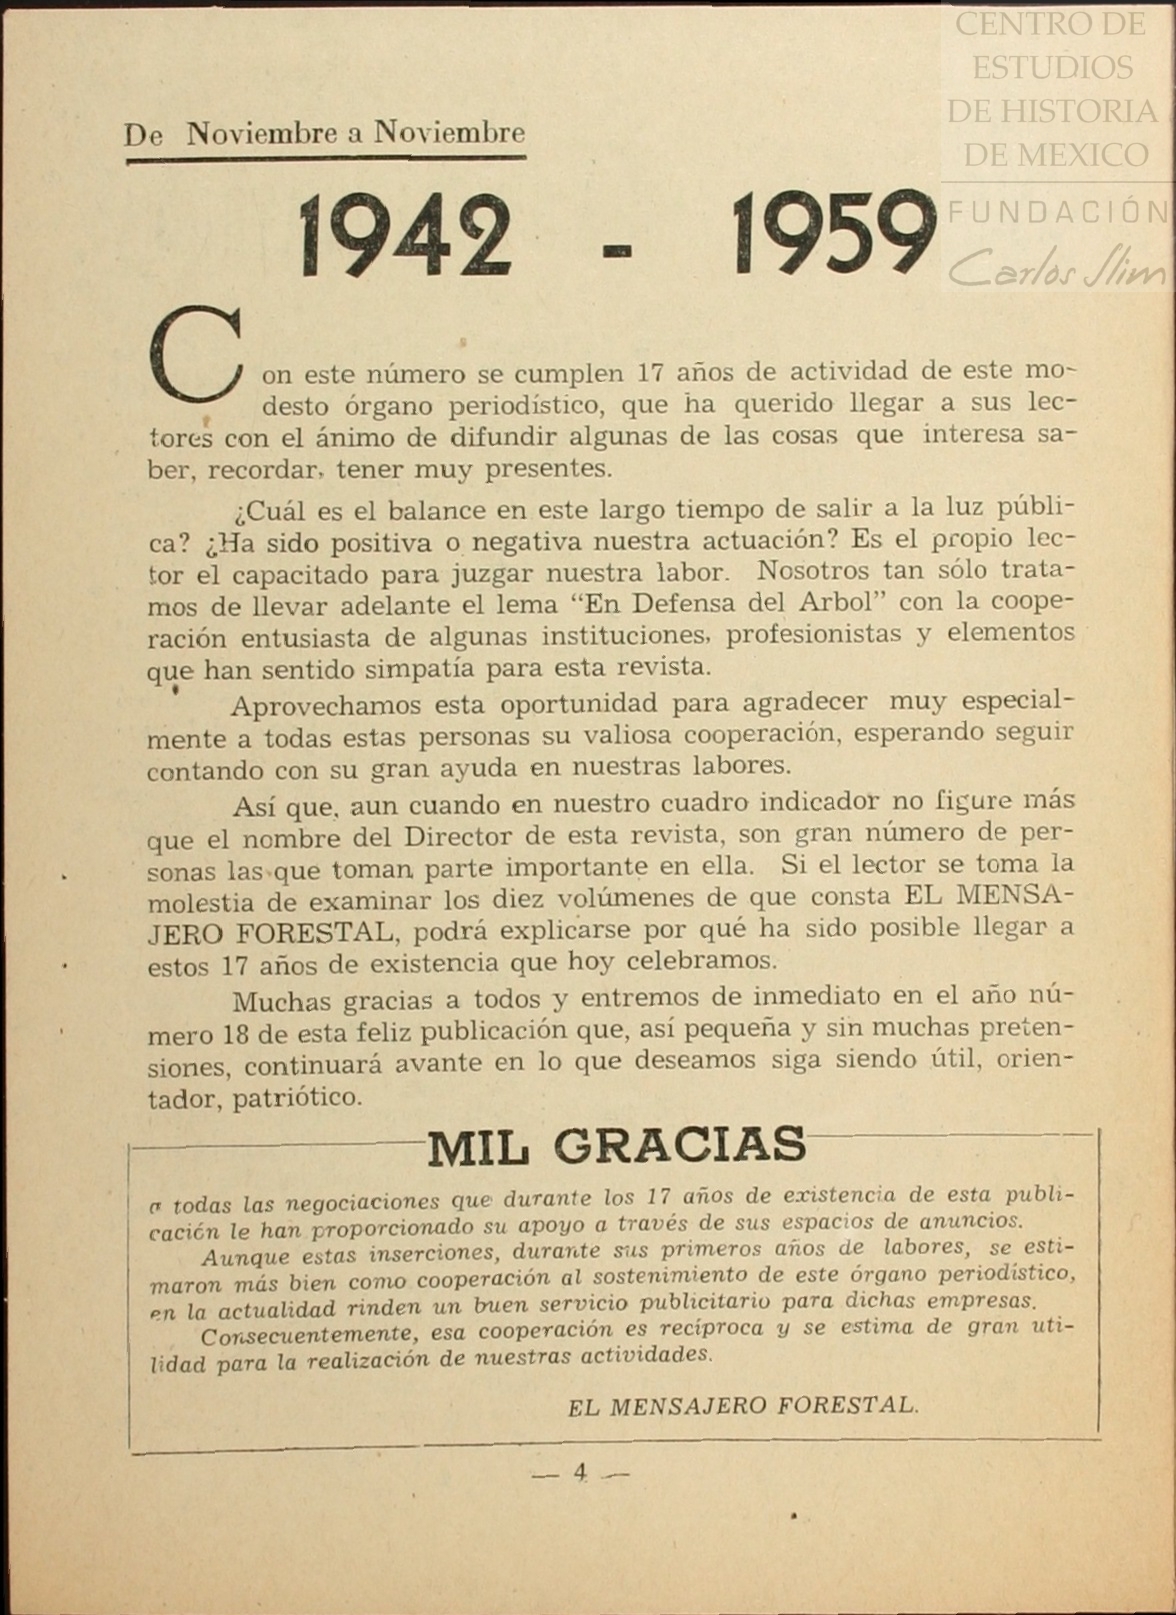 CENTRO DE
ESTUDIOS
DE HISTORIA
DE MEXICO
FUNDACIÓN
Carlos Slim
De Noviembre a Noviembre
1942 - 1959
Con este número se cumplen 17 años de actividad de este mo-
desto órgano periodístico, que ha querido llegar a sus lec-
tores con el ánimo de difundir algunas de las cosas que interesa sa-
ber, recordar, tener muy presentes.
¿Cuál es el balance en este largo tiempo de salir a la luz públi-
ca? ¿Ha sido positiva o negativa nuestra actuación? Es el propio lec-
tor el capacitado para juzgar nuestra labor. Nosotros tan sólo trata-
mos de llevar adelante el lema “En Defensa del Arbol” con la coope-
ración entusiasta de algunas instituciones, profesionistas y elementos
que han sentido simpatía para esta revista.
Aprovechamos esta oportunidad para agradecer muy especial-
mente a todas estas personas su valiosa cooperación, esperando seguir
contando con su gran ayuda en nuestras labores.
Así que, aun cuando en nuestro cuadro indicador no figure más
que el nombre del Director de esta revista, son gran número de per-
sonas las que toman parte importante en ella. Si el lector se toma la
molestia de examinar los diez volúmenes de que consta EL MENSA-
JERO FORESTAL, podrá explicarse por qué ha sido posible llegar a
estos 17 años de existencia que hoy celebramos.
Muchas gracias a todos y entremos de inmediato en el año nú-
mero 18 de esta feliz publicación que, así pequeña y sin muchas preten-
siones, continuará avante en lo que deseamos siga siendo útil, orien-
tador, patriótico.
MIL GRACIAS
a todas las negociaciones que durante los 17 años de existencia de esta publi-
cación le han proporcionado su apoyo a través de sus espacios de anuncios.
Aunque estas inserciones, durante sus primeros años de labores, se esti-
maron más bien como cooperación al sostenimiento de este órgano periodístico,
en la actualidad rinden un buen servicio publicitario para dichas empresas.
Consecuentemente, esa cooperación es recíproca y se estima de gran uti-
lidad para la realización de nuestras actividades.
EL MENSAJERO FORESTAL.
— 4 —